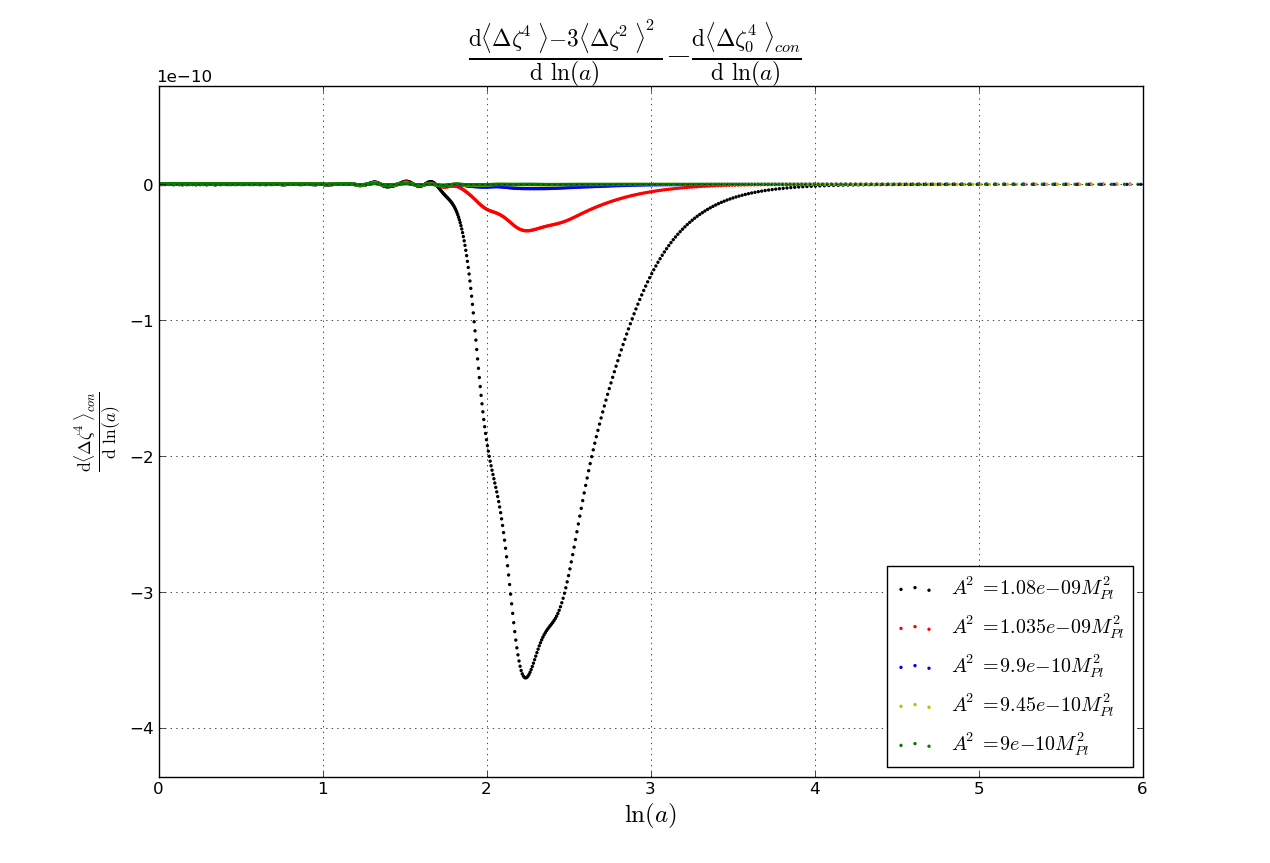 d⟨Δζ⁴⟩−3⟨Δζ²⟩² / d ln(a) − d⟨Δζ₀⁴⟩con / d ln(a)
1e−10
0
−1
−2
−3
−4
d⟨Δζ⁴⟩con / d ln(a)
A² =1.08e−09M²Pl
A² =1.035e−09M²Pl
A² =9.9e−10M²Pl
A² =9.45e−10M²Pl
A² =9e−10M²Pl
0 1 2 3 4 5 6
ln(a)